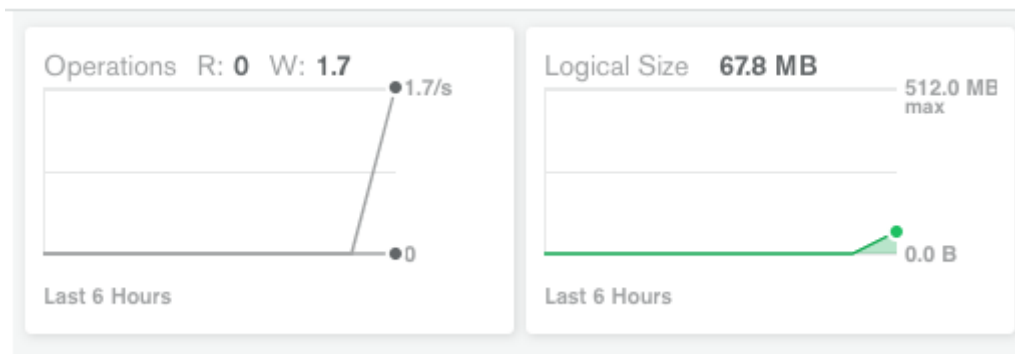 Operations R: 0 W: 1.7
1.7/s
0
Last 6 Hours
Logical Size 67.8 MB
512.0 MB
max
0.0 B
Last 6 Hours